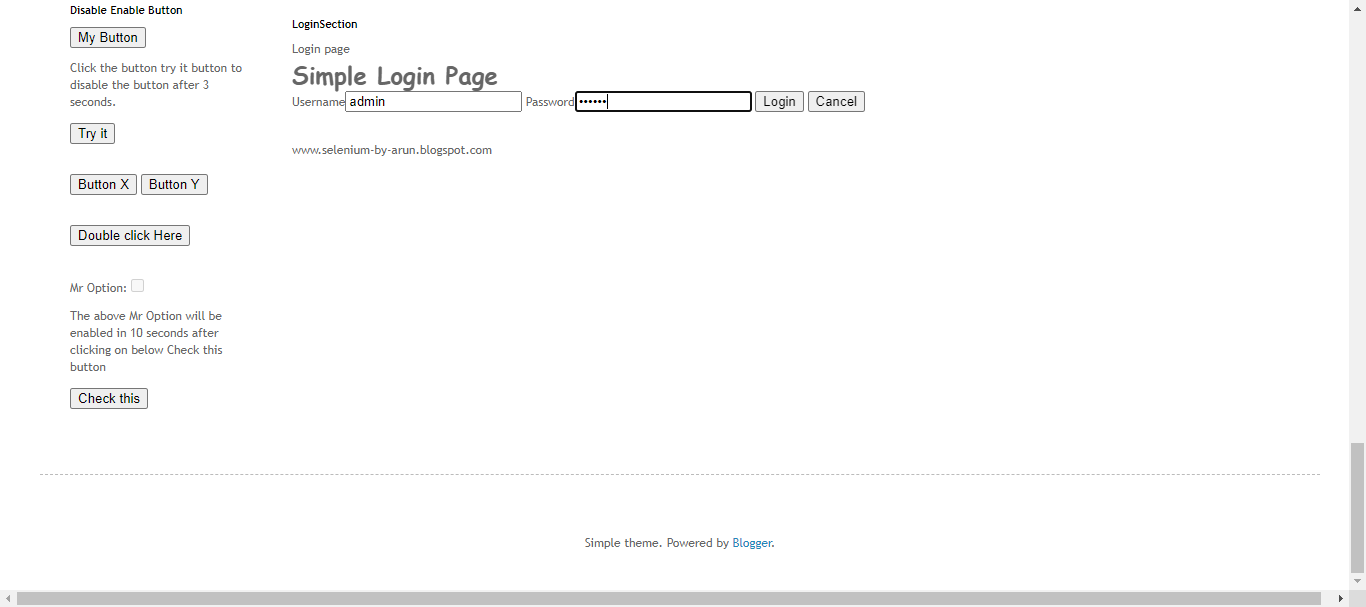 Disable Enable Button
My Button
Click the button try it button to
disable the button after 3
seconds.
Try it
Button X Button Y
Double click Here
Mr Option:
The above Mr Option will be
enabled in 10 seconds after
clicking on below Check this
button
Check this
LoginSection
Login page
Simple Login Page
Username admin Password •••••• Login Cancel
www.selenium-by-arun.blogspot.com
Simple theme. Powered by Blogger.